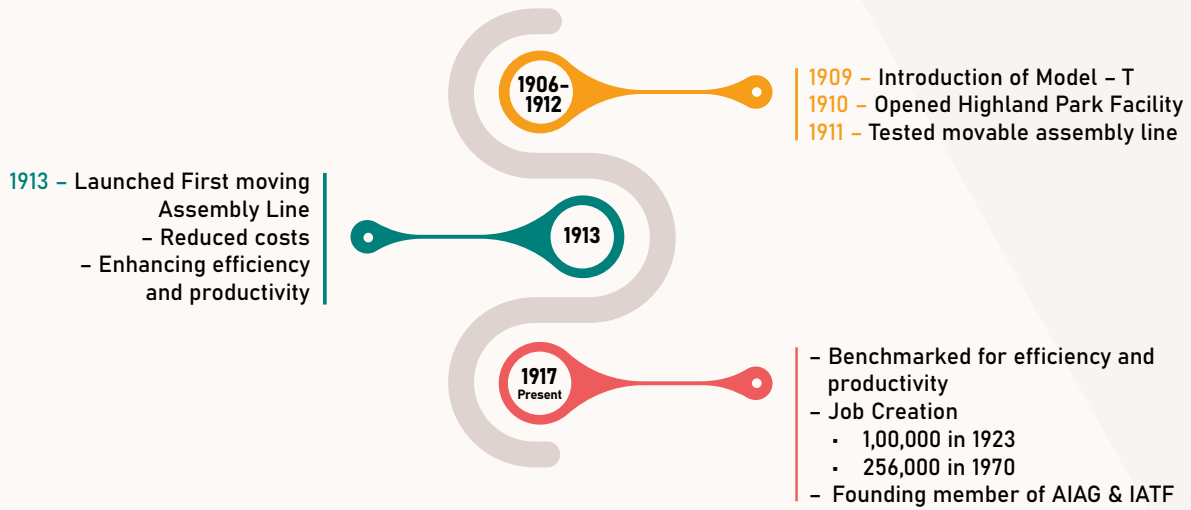 1906–
1912
1909 – Introduction of Model – T
1910 – Opened Highland Park Facility
1911 – Tested movable assembly line
1913 – Launched First moving
Assembly Line
– Reduced costs
– Enhancing efficiency
and productivity
1913
1917
Present
– Benchmarked for efficiency and
productivity
– Job Creation
▪ 1,00,000 in 1923
▪ 256,000 in 1970
– Founding member of AIAG & IATF